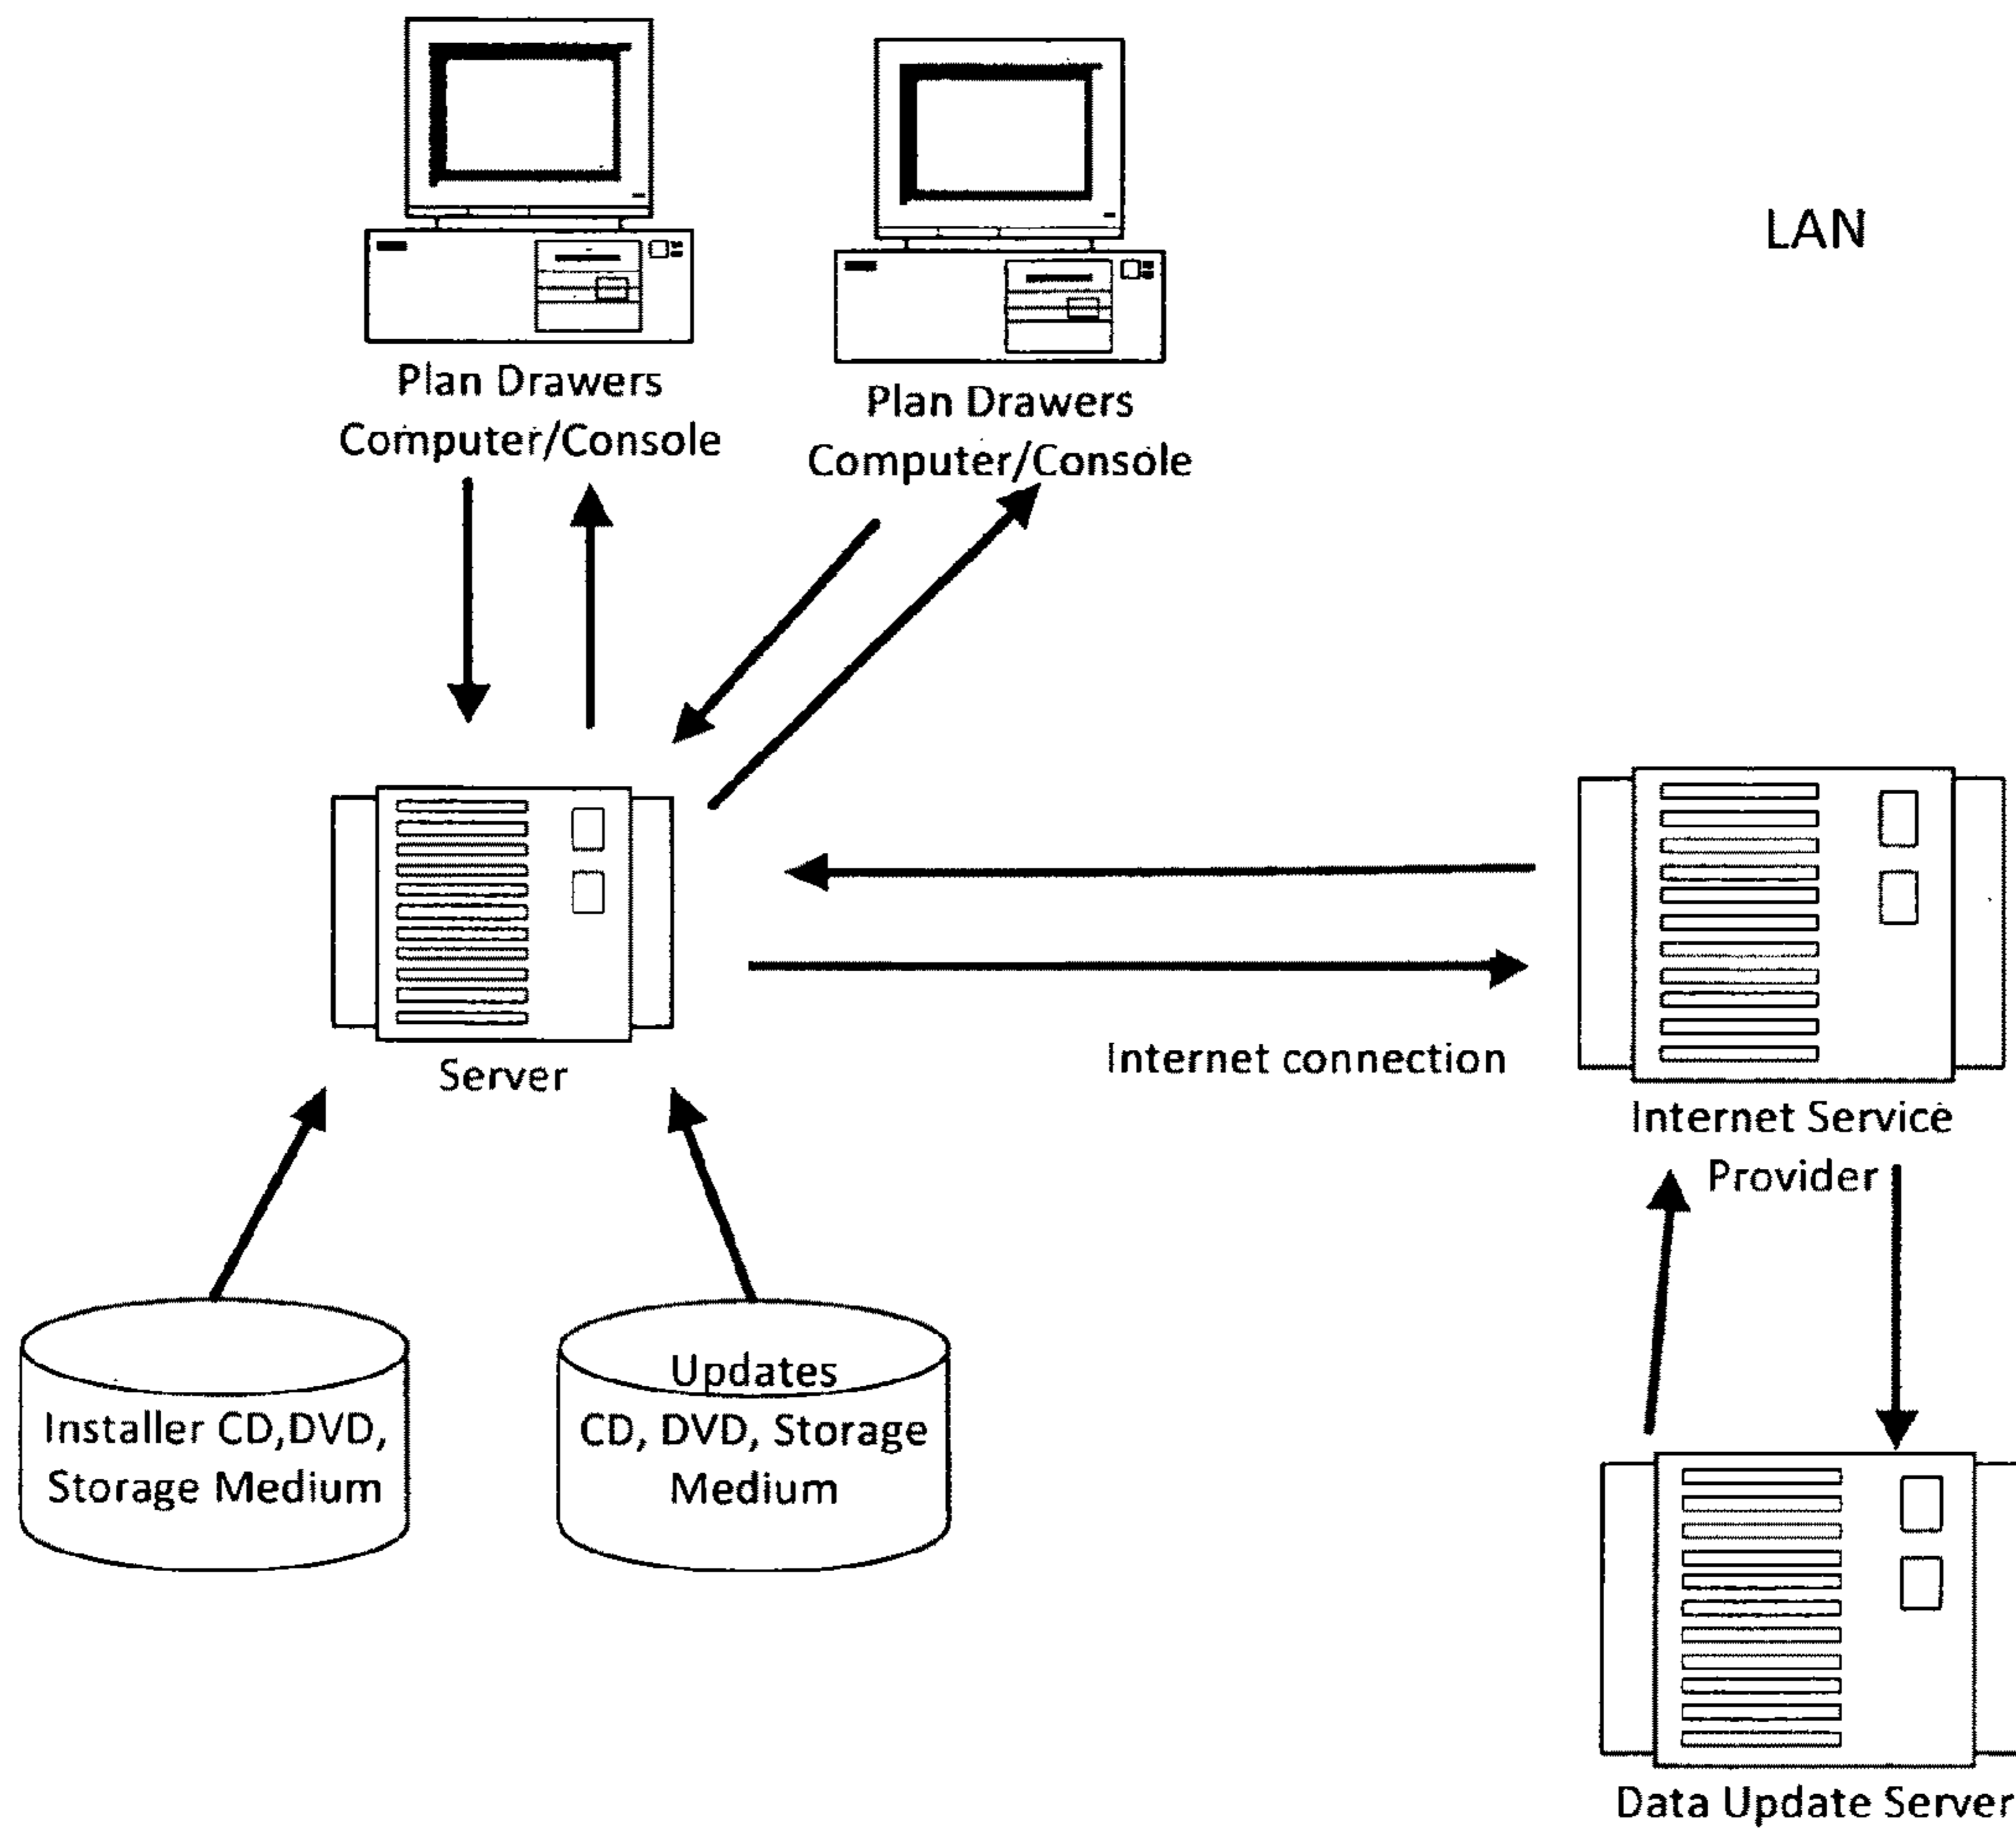 LAN
Plan Drawers
Computer/Console
Plan Drawers
Computer/Console
Server
Internet connection
Internet Service
Provider
Installer CD,DVD,
Storage Medium
Updates
CD, DVD, Storage
Medium
Data Update Server